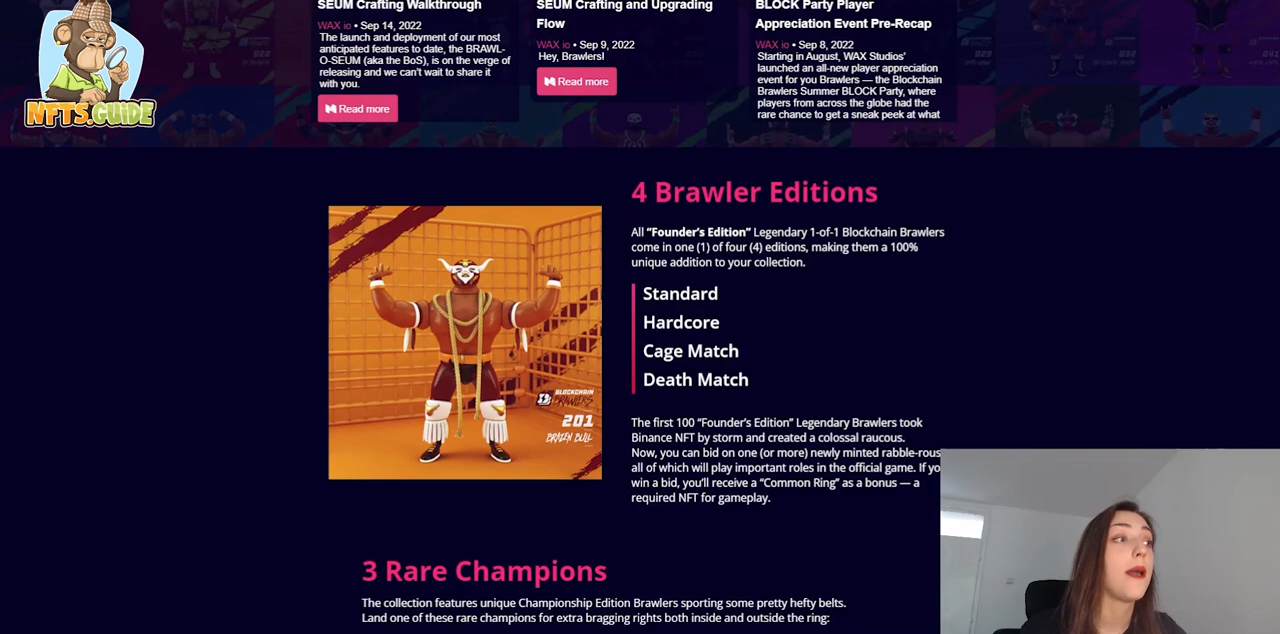 SEUM Crafting Walkthrough
WAX io • Sep 14, 2022
The launch and deployment of our most
anticipated features to date, the BRAWL-
O-SEUM (aka the BoS), is on the verge of
releasing and we can't wait to share it
with you.
Read more
SEUM Crafting and Upgrading
Flow
WAX io • Sep 9, 2022
Hey, Brawlers!
Read more
BLOCK Party Player
Appreciation Event Pre-Recap
WAX io • Sep 8, 2022
Starting in August, WAX Studios'
launched an all-new player appreciation
event for you Brawlers — the Blockchain
Brawlers Summer BLOCK Party, where
players from across the globe had the
rare chance to get a sneak peek at what
NFTS.GUIDE
4 Brawler Editions
All “Founder’s Edition” Legendary 1-of-1 Blockchain Brawlers
come in one (1) of four (4) editions, making them a 100%
unique addition to your collection.
Standard
Hardcore
Cage Match
Death Match
BLOCKCHAIN
BRAWLERS
201
BRAZEN BULL
The first 100 “Founder’s Edition” Legendary Brawlers took
Binance NFT by storm and created a colossal raucous.
Now, you can bid on one (or more) newly minted rabble-rous
all of which will play important roles in the official game. If yo
win a bid, you’ll receive a “Common Ring” as a bonus — a
required NFT for gameplay.
3 Rare Champions
The collection features unique Championship Edition Brawlers sporting some pretty hefty belts.
Land one of these rare champions for extra bragging rights both inside and outside the ring: